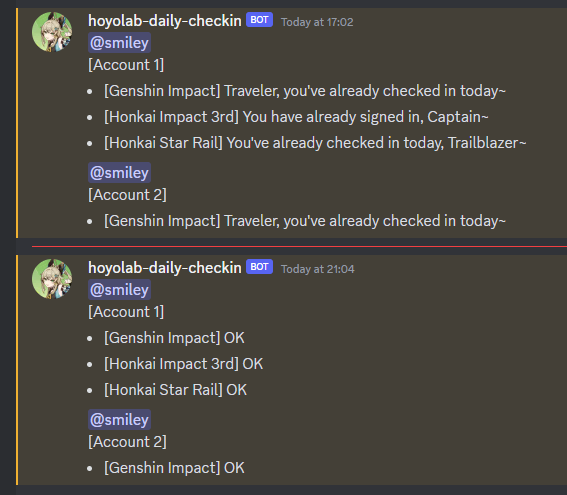 hoyolab-daily-checkin BOT Today at 17:02
@smiley
[Account 1]
• [Genshin Impact] Traveler, you've already checked in today~
• [Honkai Impact 3rd] You have already signed in, Captain~
• [Honkai Star Rail] You've already checked in today, Trailblazer~
@smiley
[Account 2]
• [Genshin Impact] Traveler, you've already checked in today~
hoyolab-daily-checkin BOT Today at 21:04
@smiley
[Account 1]
• [Genshin Impact] OK
• [Honkai Impact 3rd] OK
• [Honkai Star Rail] OK
@smiley
[Account 2]
• [Genshin Impact] OK